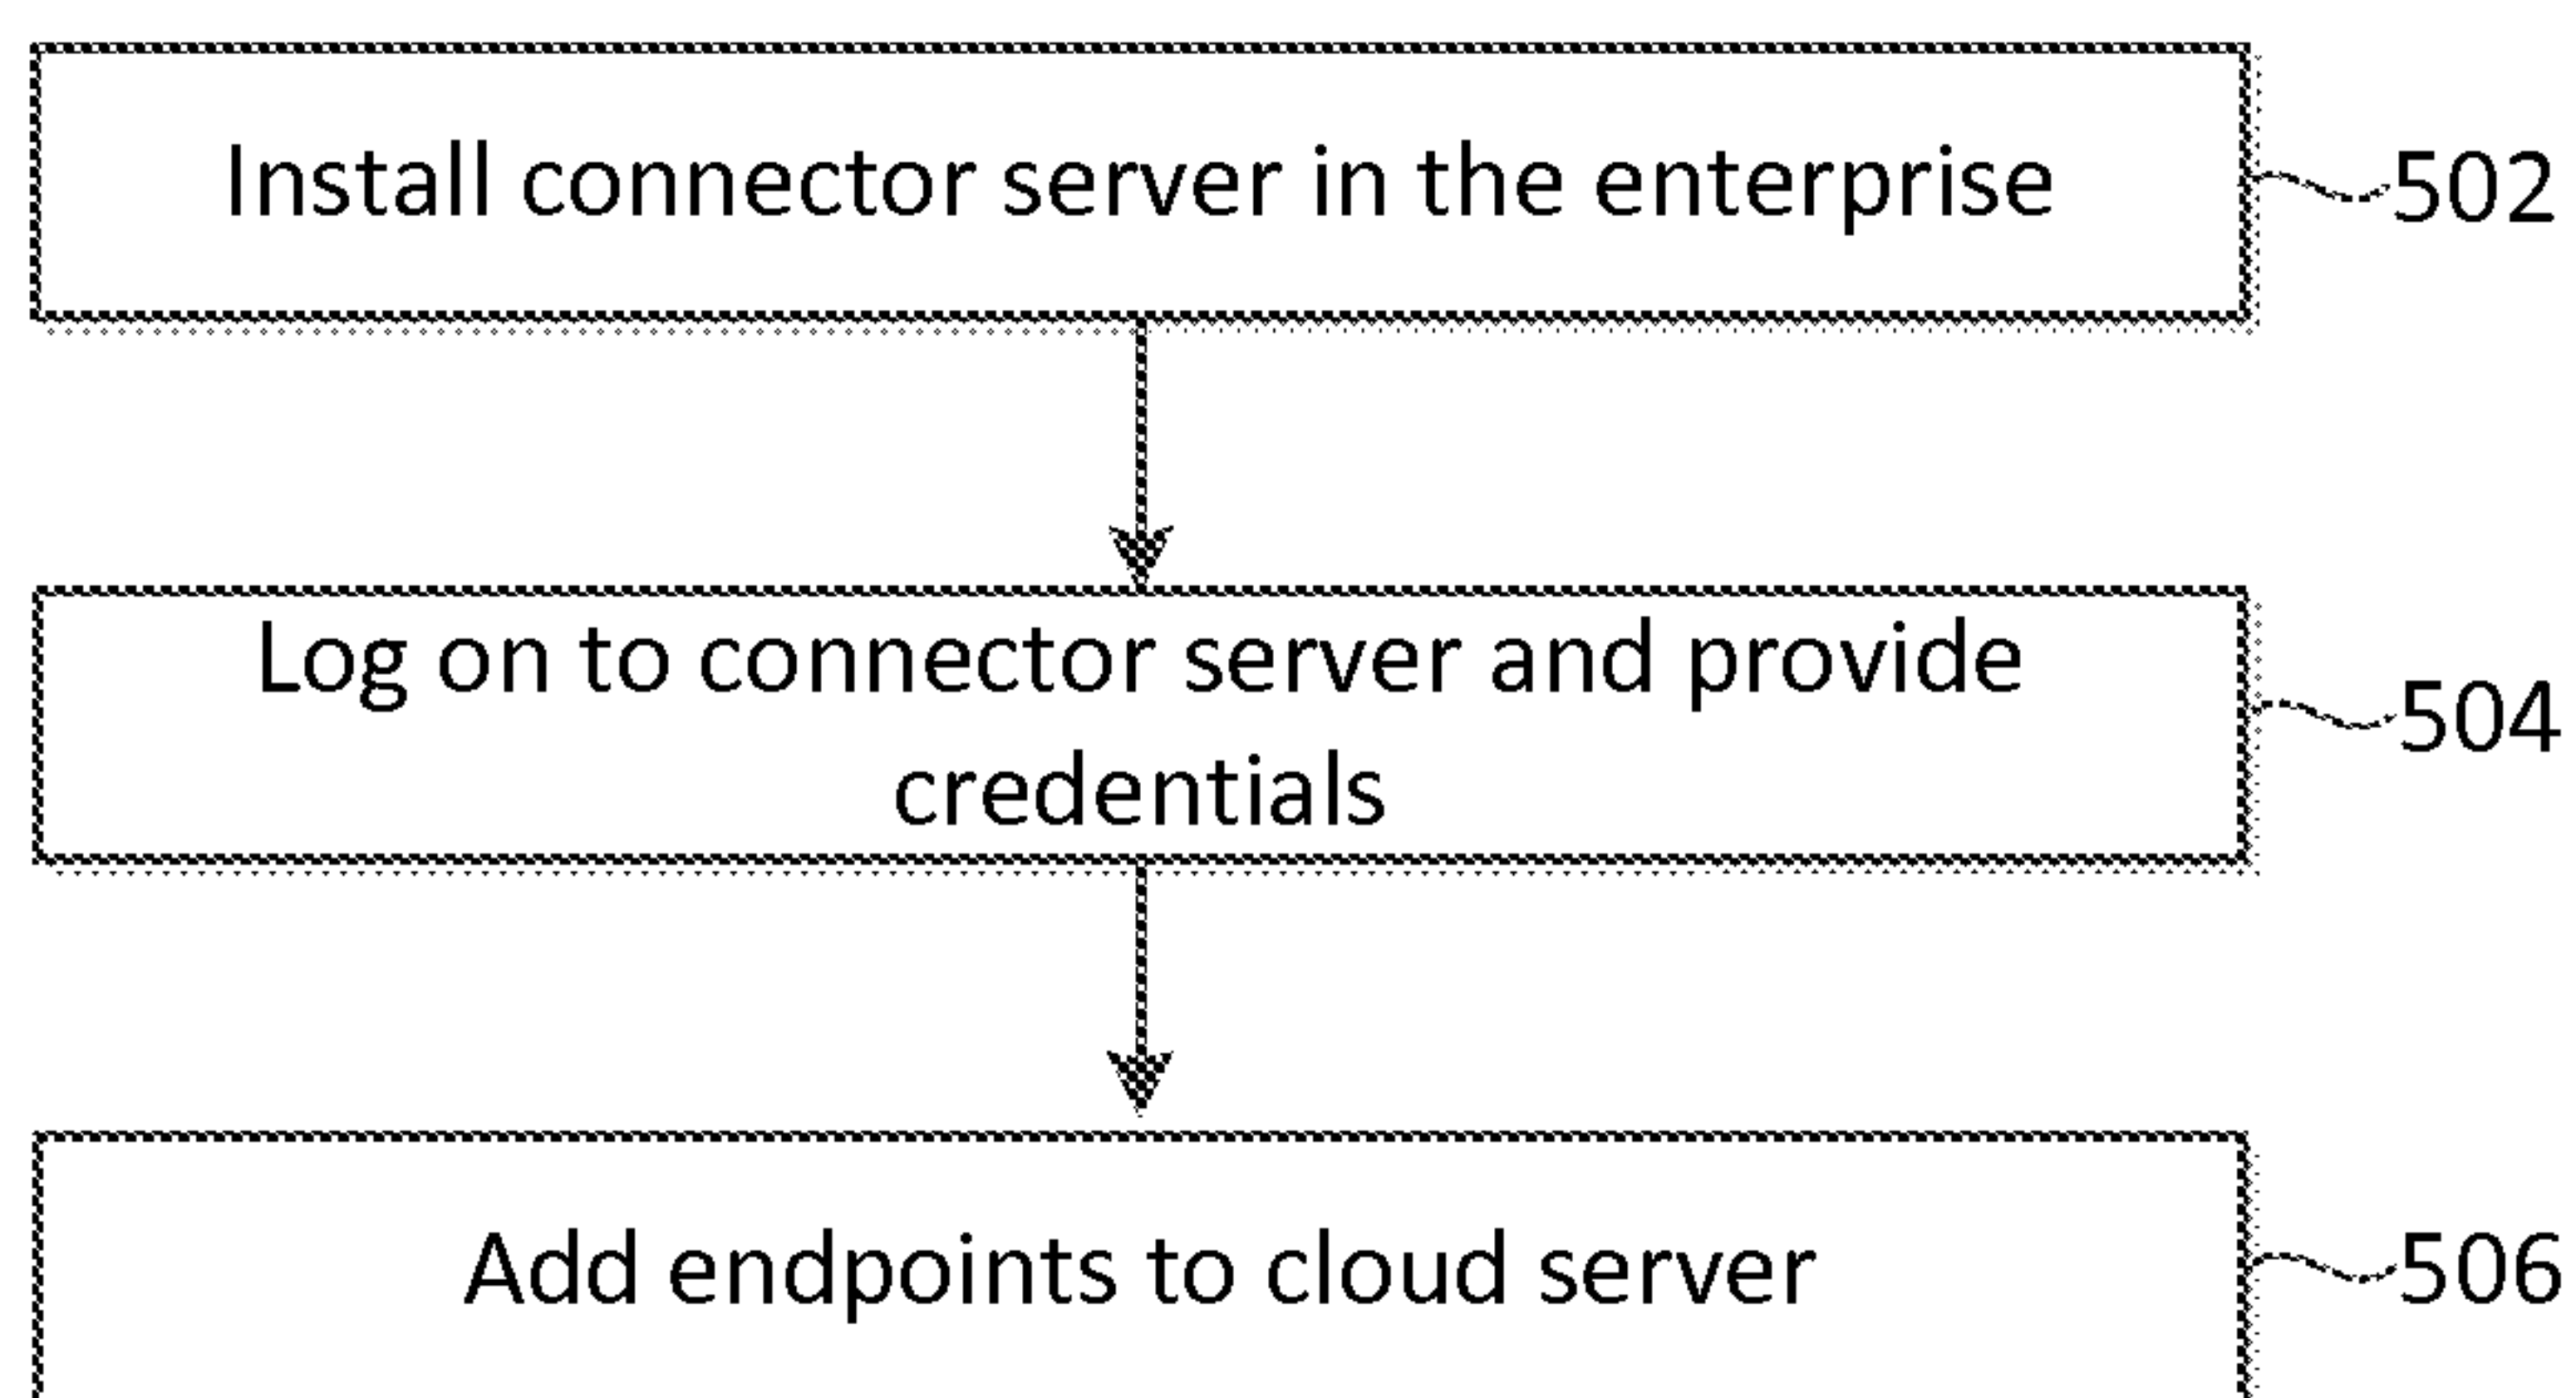 Install connector server in the enterprise
502
Log on to connector server and provide
credentials
504
Add endpoints to cloud server
506